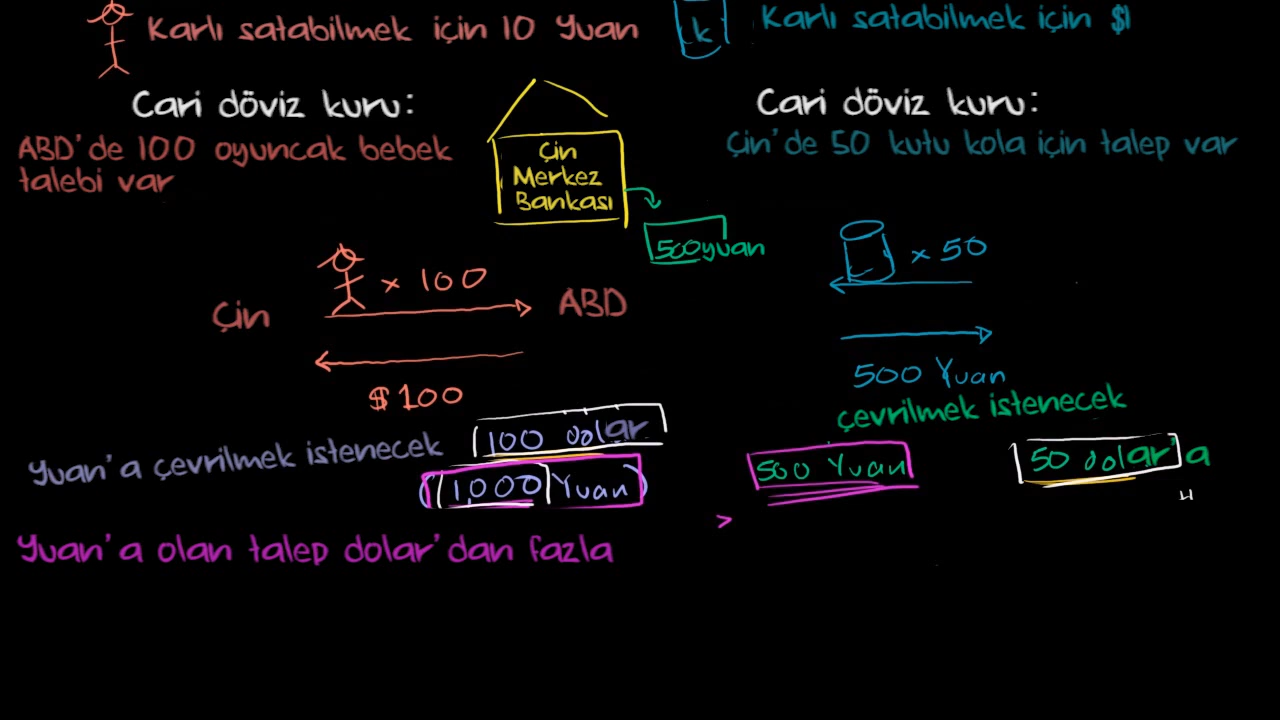 Karlı satabilmek için 10 Yuan
k
Karlı satabilmek için $1
Cari döviz kuru:
ABD'de 100 oyuncak bebek
talebi var
Çin
Merkez
Bankası
500 yuan
Cari döviz kuru:
Çin'de 50 kutu kola için talep var
x 100
Çin
ABD
$100
x 50
500 Yuan
çevrilmek istenecek
Yuan'a çevrilmek istenecek
100 dolar
(1,000 Yuan)
500 Yuan
50 dolar'a
>
Yuan'a olan talep dolar'dan fazla